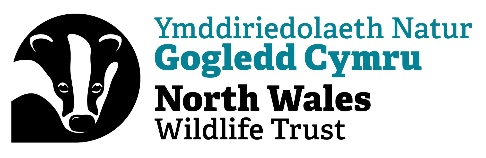 Ymddiriedolaeth Natur
Gogledd Cymru
North Wales
Wildlife Trust